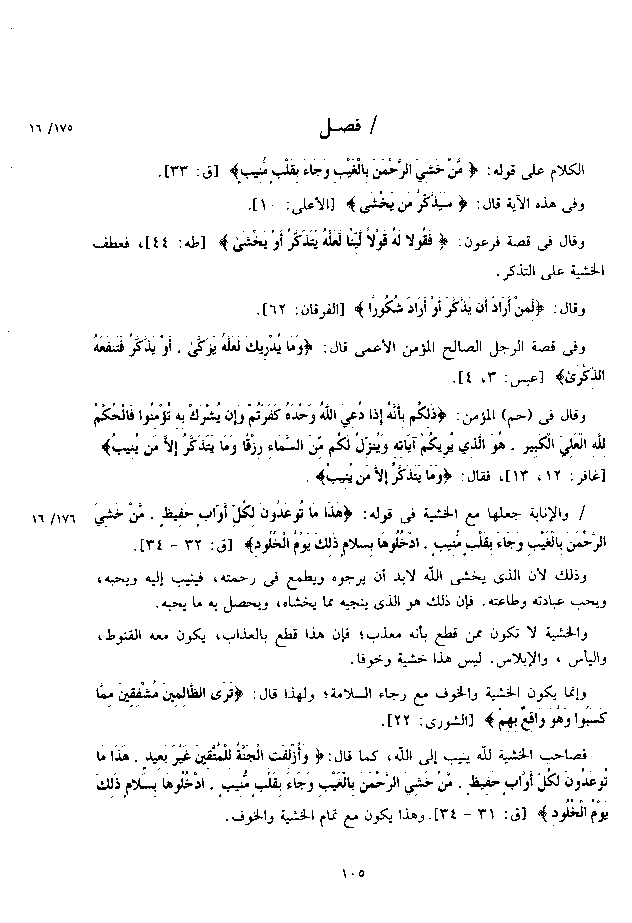 ١٦/١٧٥
/ فصـل
الكلام على قوله: ﴿ مَّنْ خَشِيَ الرَّحْمَنَ بِالْغَيْبِ وَجَاءَ بِقَلْبٍ مُّنِيبٍ﴾ [ق: ٣٣].
وفى هذه الآية قال: ﴿ سَيَذَّكَّرُ مَن يَخْشَى ﴾ [الأعلى: ١٠].
وقال فى قصة فرعون: ﴿ فَقُولا لَهُ قَوْلاً لَّيِّنًا لَّعَلَّهُ يَتَذَكَّرُ أَوْ يَخْشَىٰ ﴾ [طه: ٤٤]، فعطف
الخشية على التذكر.
وقال: ﴿لِّمَنْ أَرَادَ أَن يَذَّكَّرَ أَوْ أَرَادَ شُكُورًا ﴾ [الفرقان: ٦٢].
وفى قصة الرجل الصالح المؤمن الأعمى قال: ﴿وَمَا يُدْرِيكَ لَعَلَّهُ يَزَّكَّىٰ . أَوْ يَذَّكَّرُ فَتَنفَعَهُ
الذِّكْرَىٰ﴾ [عبس: ٣، ٤].
وقال فى (حم) المؤمن: ﴿ذَلِكُم بِأَنَّهُ إِذَا دُعِيَ اللَّهُ وَحْدَهُ كَفَرْتُمْ وَإِن يُشْرَكْ بِهِ تُؤْمِنُوا فَالْحُكْمُ
لِلَّهِ الْعَلِيِّ الْكَبِيرِ . هُوَ الَّذِي يُرِيكُمْ آيَاتِهِ وَيُنَزِّلُ لَكُم مِّنَ السَّمَاءِ رِزْقًا وَمَا يَتَذَكَّرُ إِلاَّ مَن يُنِيبُ﴾
[غافر: ١٢، ١٣]، فقال: ﴿وَمَا يَتَذَكَّرُ إِلاَّ مَن يُنِيبُ﴾ .
١٦/١٧٦
/ والإنابة جعلها مع الخشية فى قوله: ﴿هَذَا مَا تُوعَدُونَ لِكُلِّ أَوَّابٍ حَفِيظٍ . مَّنْ خَشِيَ
الرَّحْمَنَ بِالْغَيْبِ وَجَاءَ بِقَلْبٍ مُّنِيبٍ . ادْخُلُوهَا بِسَلامٍ ذَلِكَ يَوْمُ الْخُلُودِ﴾ [ق: ٣٢ - ٣٤].
وذلك لأن الذى يخشى الله لابد أن يرجوه ويطمع فى رحمته، فينيب إليه ويحبه،
ويحب عبادته وطاعته. فإن ذلك هو الذى ينجيه مما يخشاه، ويحصل به ما يحبه.
والخشية لا تكون ممن قطع بأنه معذب؛ فإن هذا قطع بالعذاب، يكون معه القنوط،
واليأس ، والإبلاس. ليس هذا خشية وخوفا.
وإنما يكون الخشية والخوف مع رجاء السلامة؛ ولهذا قال: ﴿تَرَى الظَّالِمِينَ مُشْفِقِينَ مِمَّا
كَسَبُوا وَهُوَ وَاقِعٌ بِهِمْ ﴾ [الشورى: ٢٢].
فصاحب الخشية لله ينيب إلى الله، كما قال:﴿ وَأُزْلِفَتِ الْجَنَّةُ لِلْمُتَّقِينَ غَيْرَ بَعِيدٍ . هَذَا مَا
تُوعَدُونَ لِكُلِّ أَوَّابٍ حَفِيظٍ . مَّنْ خَشِيَ الرَّحْمَنَ بِالْغَيْبِ وَجَاءَ بِقَلْبٍ مُّنِيبٍ . ادْخُلُوهَا بِسَلامٍ ذَلِكَ
يَوْمُ الْخُلُودِ ﴾ [ق: ٣١ - ٣٤]. وهذا يكون مع تمام الخشية والخوف.
١٠٥